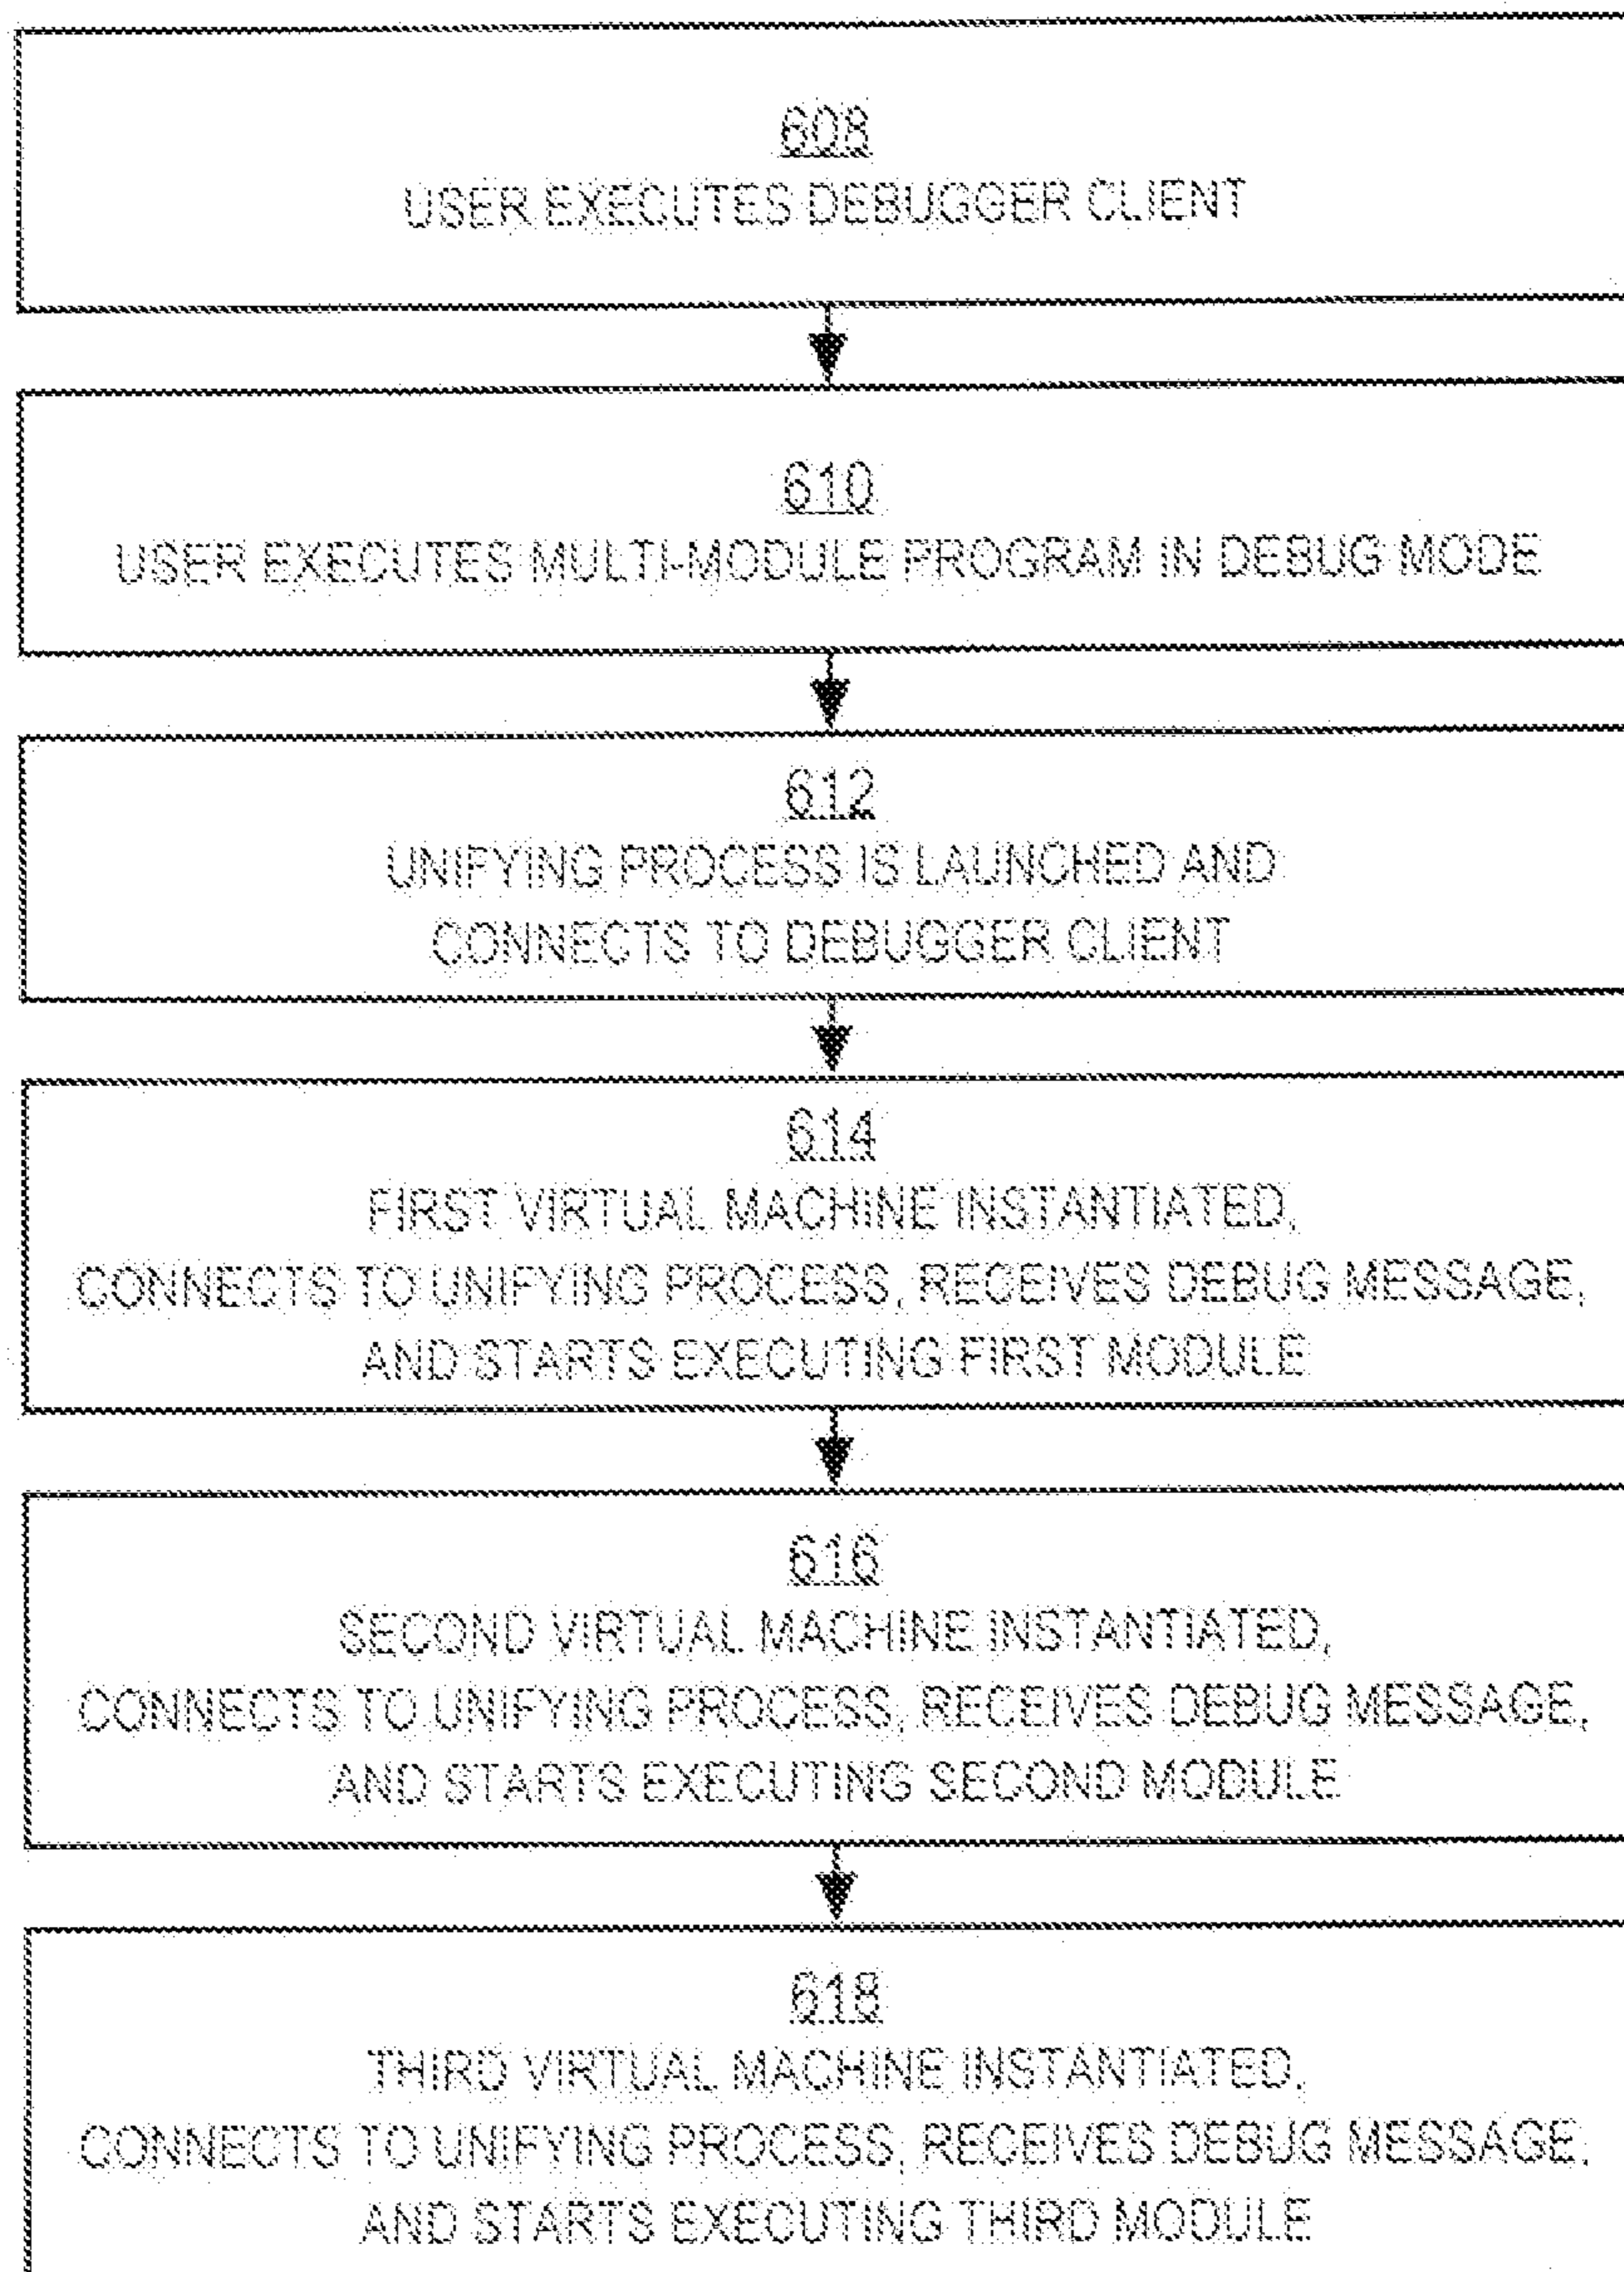 608
USER EXECUTES DEBUGGER CLIENT
610
USER EXECUTES MULTI-MODULE PROGRAM IN DEBUG MODE
612
UNIFYING PROCESS IS LAUNCHED AND
CONNECTS TO DEBUGGER CLIENT
614
FIRST VIRTUAL MACHINE INSTANTIATED,
CONNECTS TO UNIFYING PROCESS, RECEIVES DEBUG MESSAGE,
AND STARTS EXECUTING FIRST MODULE
616
SECOND VIRTUAL MACHINE INSTANTIATED,
CONNECTS TO UNIFYING PROCESS, RECEIVES DEBUG MESSAGE,
AND STARTS EXECUTING SECOND MODULE
618
THIRD VIRTUAL MACHINE INSTANTIATED,
CONNECTS TO UNIFYING PROCESS, RECEIVES DEBUG MESSAGE,
AND STARTS EXECUTING THIRD MODULE